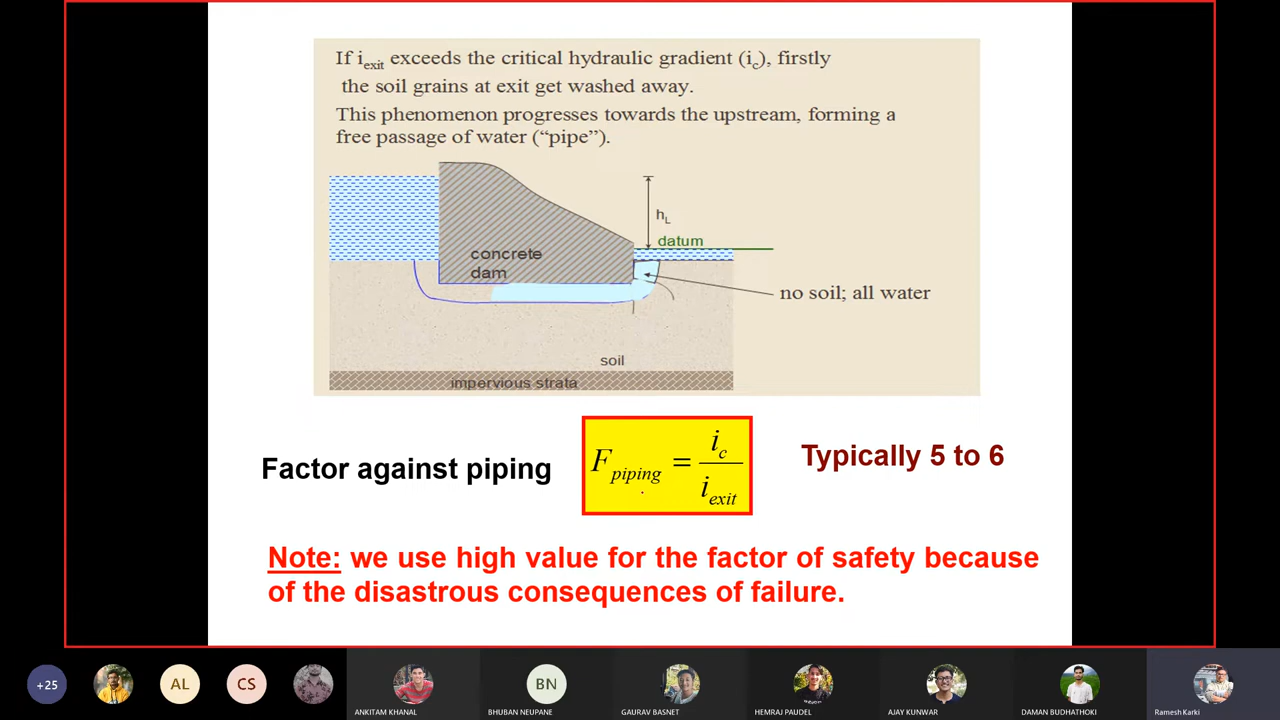 If iexit exceeds the critical hydraulic gradient (ic), firstly
the soil grains at exit get washed away.
This phenomenon progresses towards the upstream, forming a
free passage of water (“pipe”).
hL
datum
concrete
dam
no soil; all water
soil
impervious strata
Factor against piping
Fpiping = ic / iexit
Typically 5 to 6
Note: we use high value for the factor of safety because
of the disastrous consequences of failure.
+25
AL
CS
ANKITAM KHANAL
BN
BHUBAN NEUPANE
GAURAV BASNET
HEMRAJ PAUDEL
AJAY KUNWAR
DAMAN BUDHATHOKI
Ramesh Karki